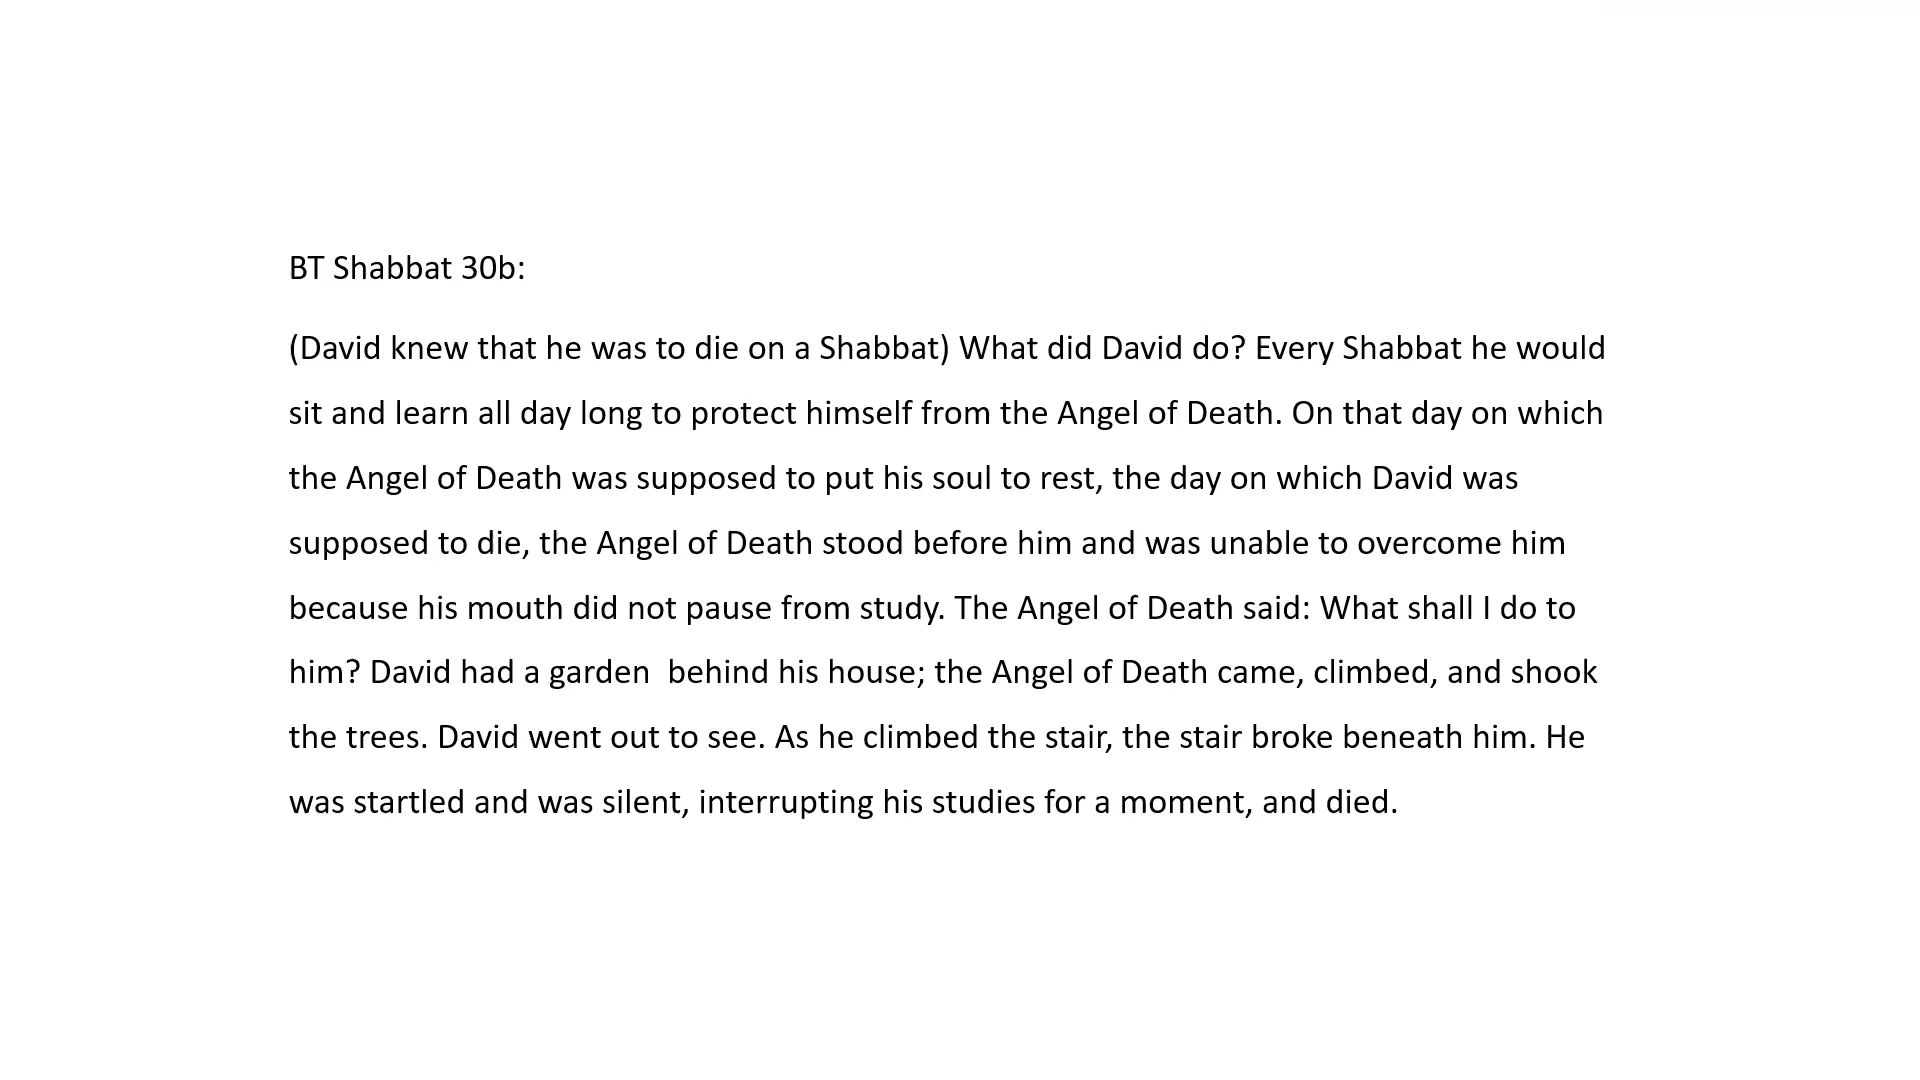 BT Shabbat 30b:
(David knew that he was to die on a Shabbat) What did David do? Every Shabbat he would
sit and learn all day long to protect himself from the Angel of Death. On that day on which
the Angel of Death was supposed to put his soul to rest, the day on which David was
supposed to die, the Angel of Death stood before him and was unable to overcome him
because his mouth did not pause from study. The Angel of Death said: What shall I do to
him? David had a garden  behind his house; the Angel of Death came, climbed, and shook
the trees. David went out to see. As he climbed the stair, the stair broke beneath him. He
was startled and was silent, interrupting his studies for a moment, and died.